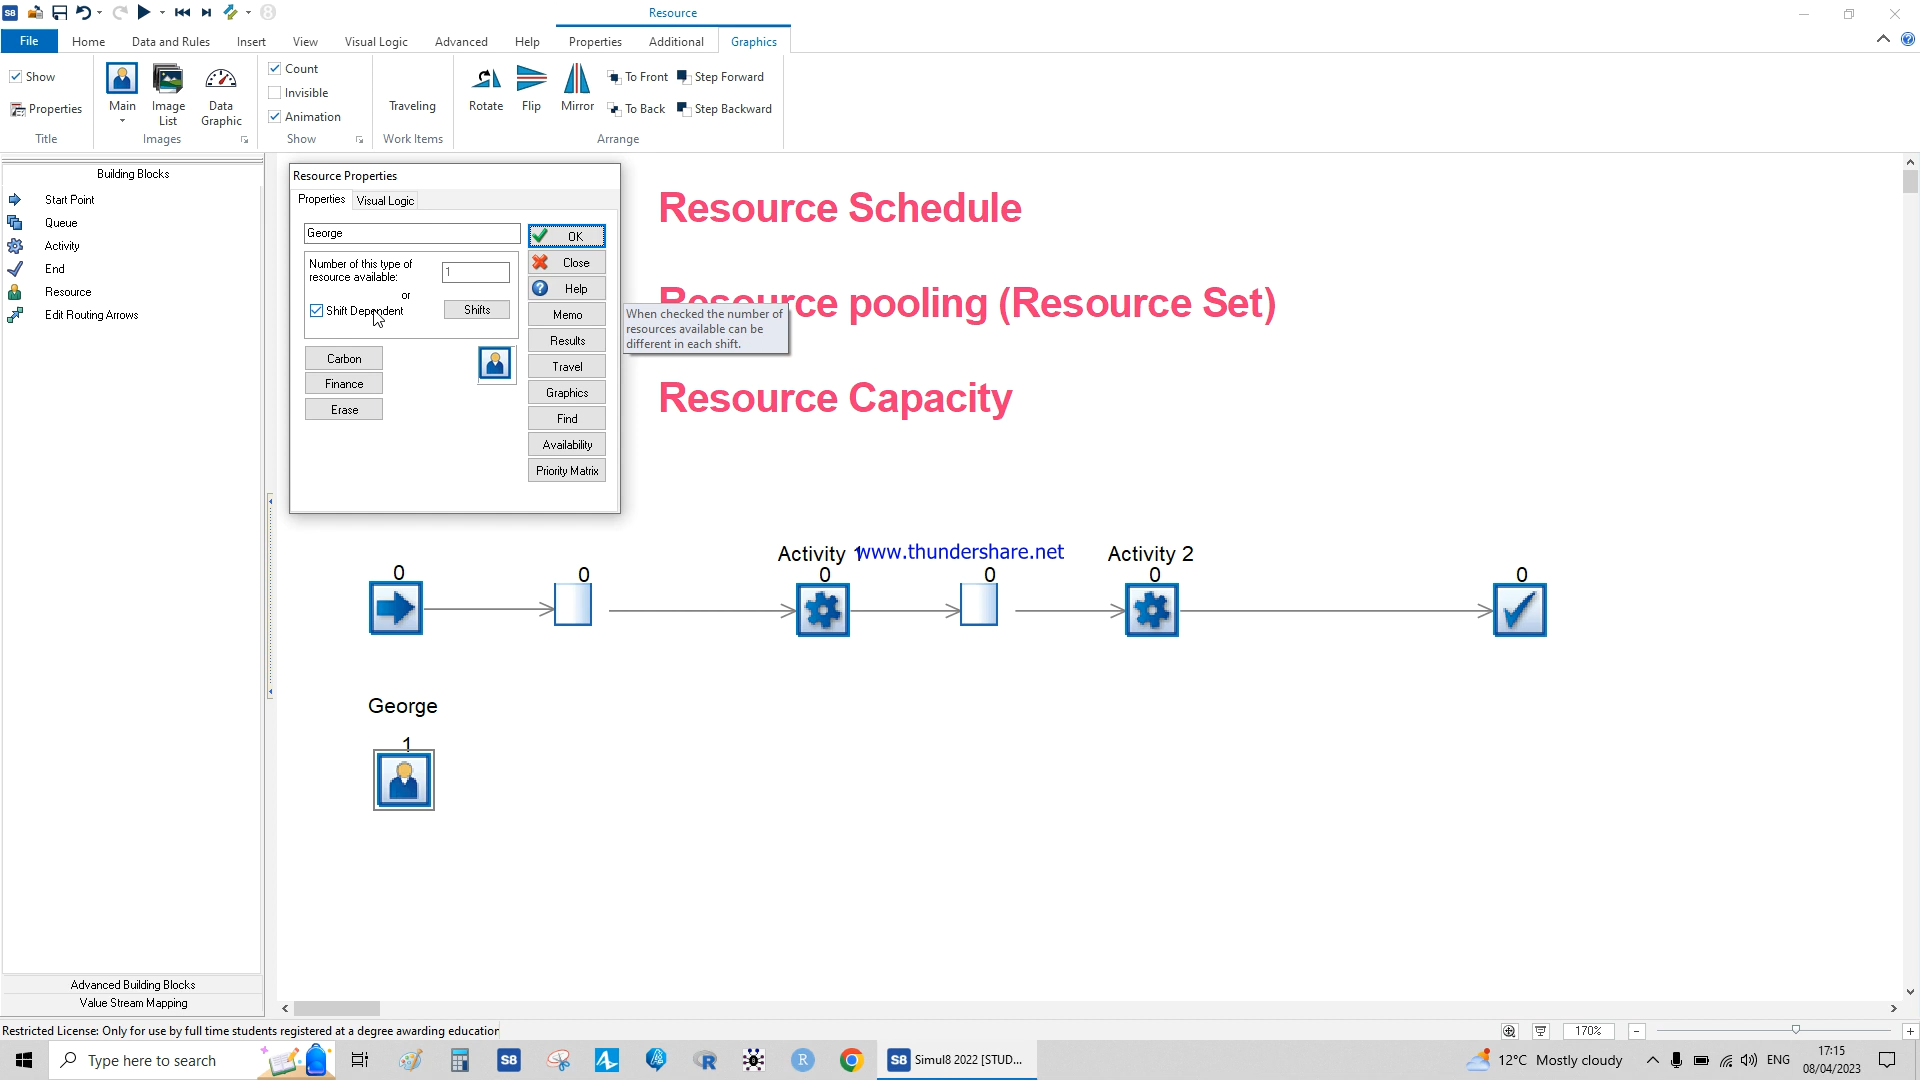 S8
Resource
File
Home
Data and Rules
Insert
View
Visual Logic
Advanced
Help
Properties
Additional
Graphics
Show
Properties
Title
Main
Image
List
Data
Graphic
Images
Count
Invisible
Animation
Show
Traveling
Work Items
Rotate
Flip
Mirror
To Front
Step Forward
To Back
Step Backward
Arrange
Building Blocks
Start Point
Queue
Activity
End
Resource
Edit Routing Arrows
Advanced Building Blocks
Value Stream Mapping
Resource Properties
Properties
Visual Logic
George
Number of this type of
resource available:
1
or
Shift Dependent
Shifts
Carbon
Finance
Erase
OK
Close
Help
Memo
Results
Travel
Graphics
Find
Availability
Priority Matrix
When checked the number of
resources available can be
different in each shift.
Resource Schedule
Resource pooling (Resource Set)
Resource Capacity
Activity 1
www.thundershare.net
Activity 2
0
0
0
0
0
0
George
1
Restricted License: Only for use by full time students registered at a degree awarding education
170%
Type here to search
S8
R
S8 Simul8 2022 [STUD...
12°C Mostly cloudy
ENG
17:15
08/04/2023